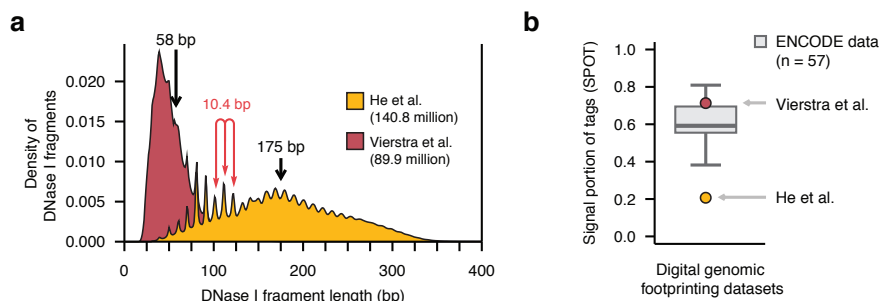 a
58 bp
0.020
0.015
0.010
0.005
0.000
Density of
DNase I fragments
10.4 bp
175 bp
He et al.
(140.8 million)
Vierstra et al.
(89.9 million)
0
100
200
300
400
DNase I fragment length (bp)
b
1.0
0.8
0.6
0.4
0.2
0.0
Signal portion of tags (SPOT)
ENCODE data
(n = 57)
Vierstra et al.
He et al.
Digital genomic
footprinting datasets